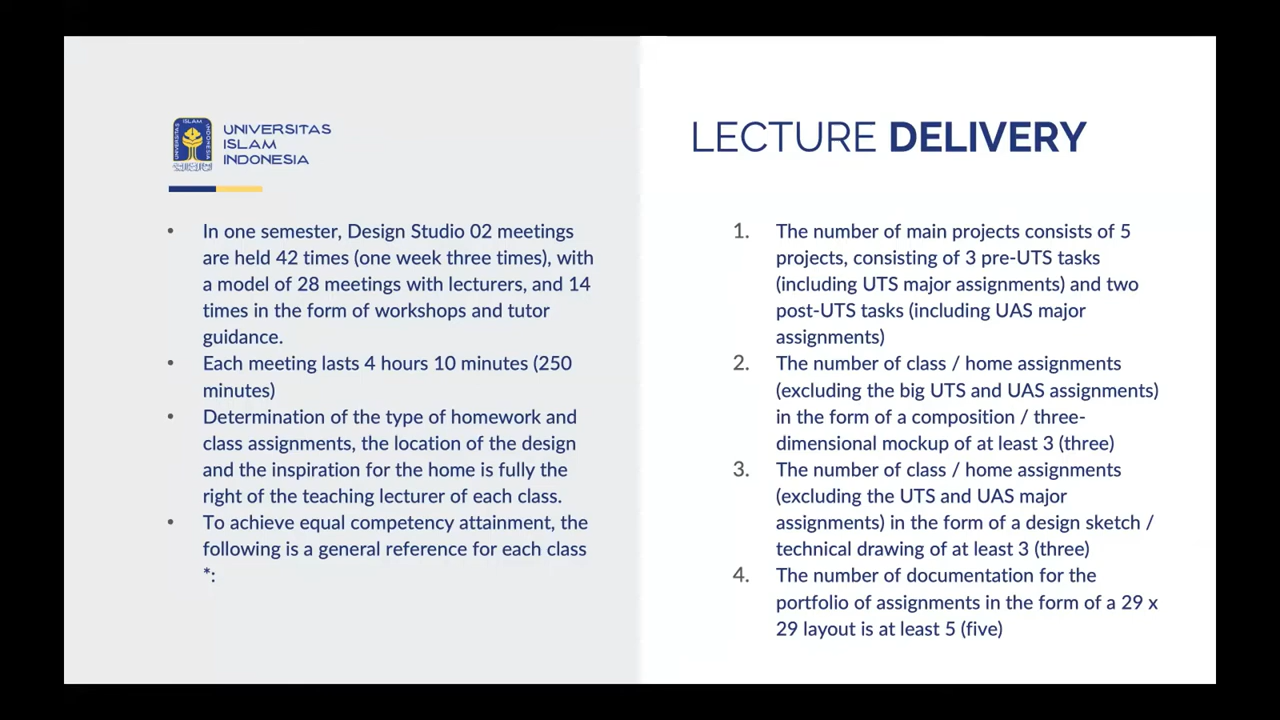 UNIVERSITAS
ISLAM
INDONESIA
• In one semester, Design Studio 02 meetings
are held 42 times (one week three times), with
a model of 28 meetings with lecturers, and 14
times in the form of workshops and tutor
guidance.
• Each meeting lasts 4 hours 10 minutes (250
minutes)
• Determination of the type of homework and
class assignments, the location of the design
and the inspiration for the home is fully the
right of the teaching lecturer of each class.
• To achieve equal competency attainment, the
following is a general reference for each class
*:
LECTURE DELIVERY
1. The number of main projects consists of 5
projects, consisting of 3 pre-UTS tasks
(including UTS major assignments) and two
post-UTS tasks (including UAS major
assignments)
2. The number of class / home assignments
(excluding the big UTS and UAS assignments)
in the form of a composition / three-
dimensional mockup of at least 3 (three)
3. The number of class / home assignments
(excluding the UTS and UAS major
assignments) in the form of a design sketch /
technical drawing of at least 3 (three)
4. The number of documentation for the
portfolio of assignments in the form of a 29 x
29 layout is at least 5 (five)